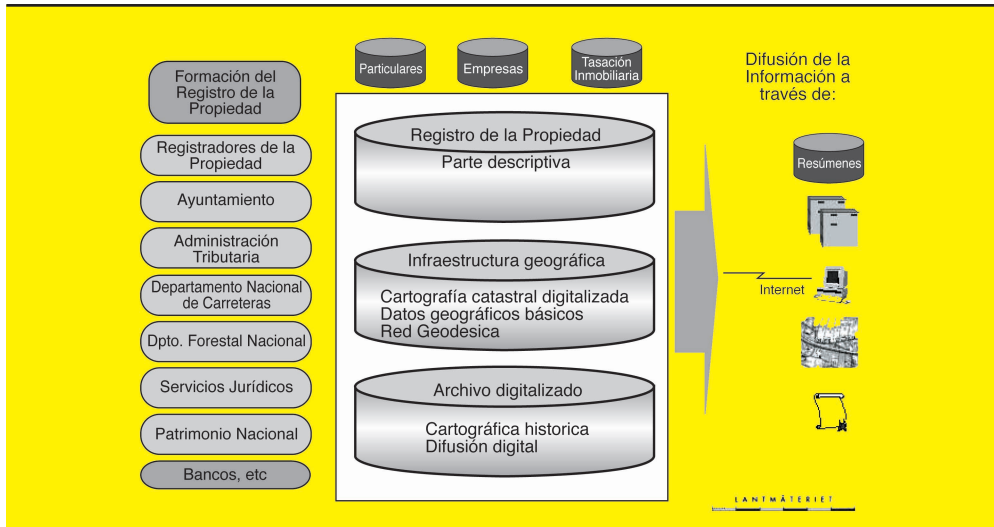 Formación del
Registro de la
Propiedad
Registradores de la
Propiedad
Ayuntamiento
Administración
Tributaria
Departamento Nacional
de Carreteras
Dpto. Forestal Nacional
Servicios Jurídicos
Patrimonio Nacional
Bancos, etc
Particulares
Empresas
Tasación
Inmobiliaria
Registro de la Propiedad
Parte descriptiva
Infraestructura geográfica
Cartografía catastral digitalizada
Datos geográficos básicos
Red Geodesica
Archivo digitalizado
Cartográfica historica
Difusión digital
Difusión de la
Información a
través de:
Resúmenes
Internet
LANTMÄTERIET